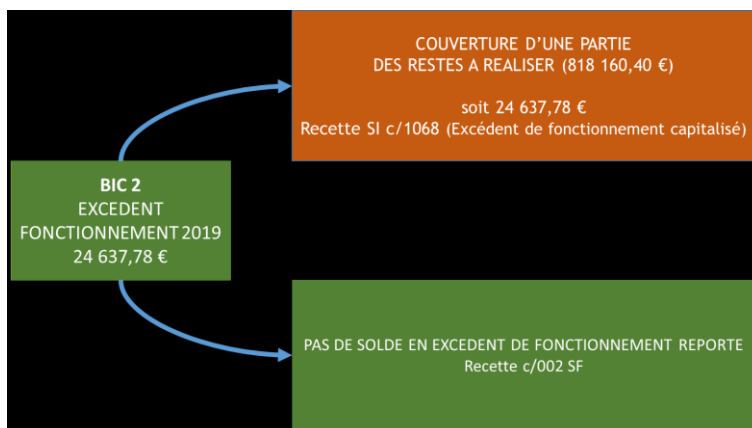 COUVERTURE D'UNE PARTIE
DES RESTES A REALISER (818 160,40 €)
soit 24 637,78 €
Recette SI c/1068 (Excédent de fonctionnement capitalisé)
BIC 2
EXCEDENT
FONCTIONNEMENT 2019
24 637,78 €
PAS DE SOLDE EN EXCEDENT DE FONCTIONNEMENT REPORTE
Recette c/002 SF